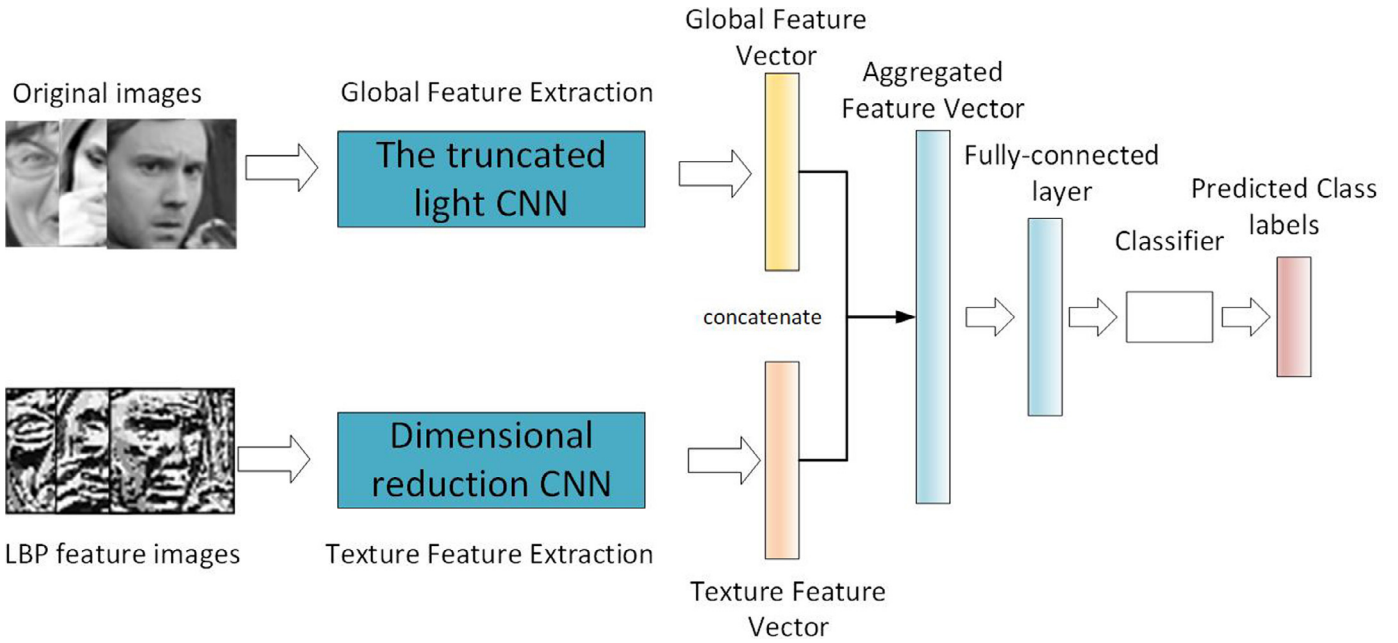 Original images
Global Feature Extraction
The truncated
light CNN
Global Feature
Vector
Aggregated
Feature Vector
Fully-connected
layer
Predicted Class
labels
Classifier
concatenate
Dimensional
reduction CNN
LBP feature images
Texture Feature Extraction
Texture Feature
Vector